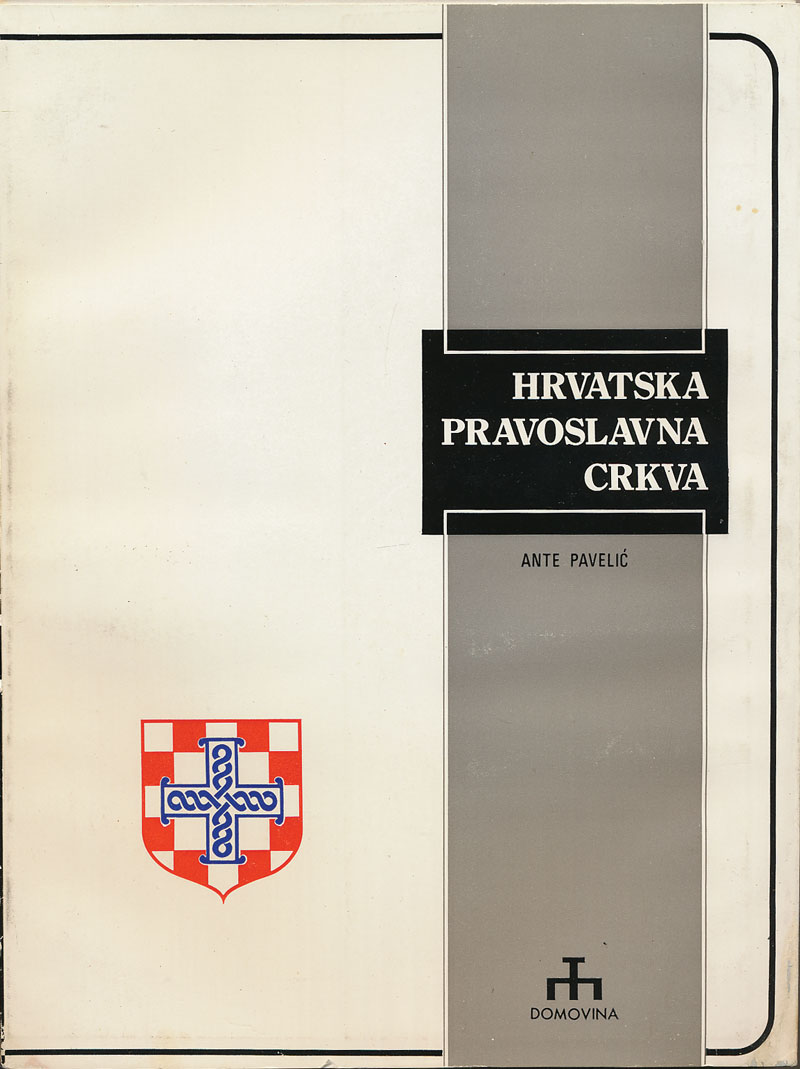 HRVATSKA
PRAVOSLAVNA
CRKVA
ANTE PAVELIĆ
DOMOVINA